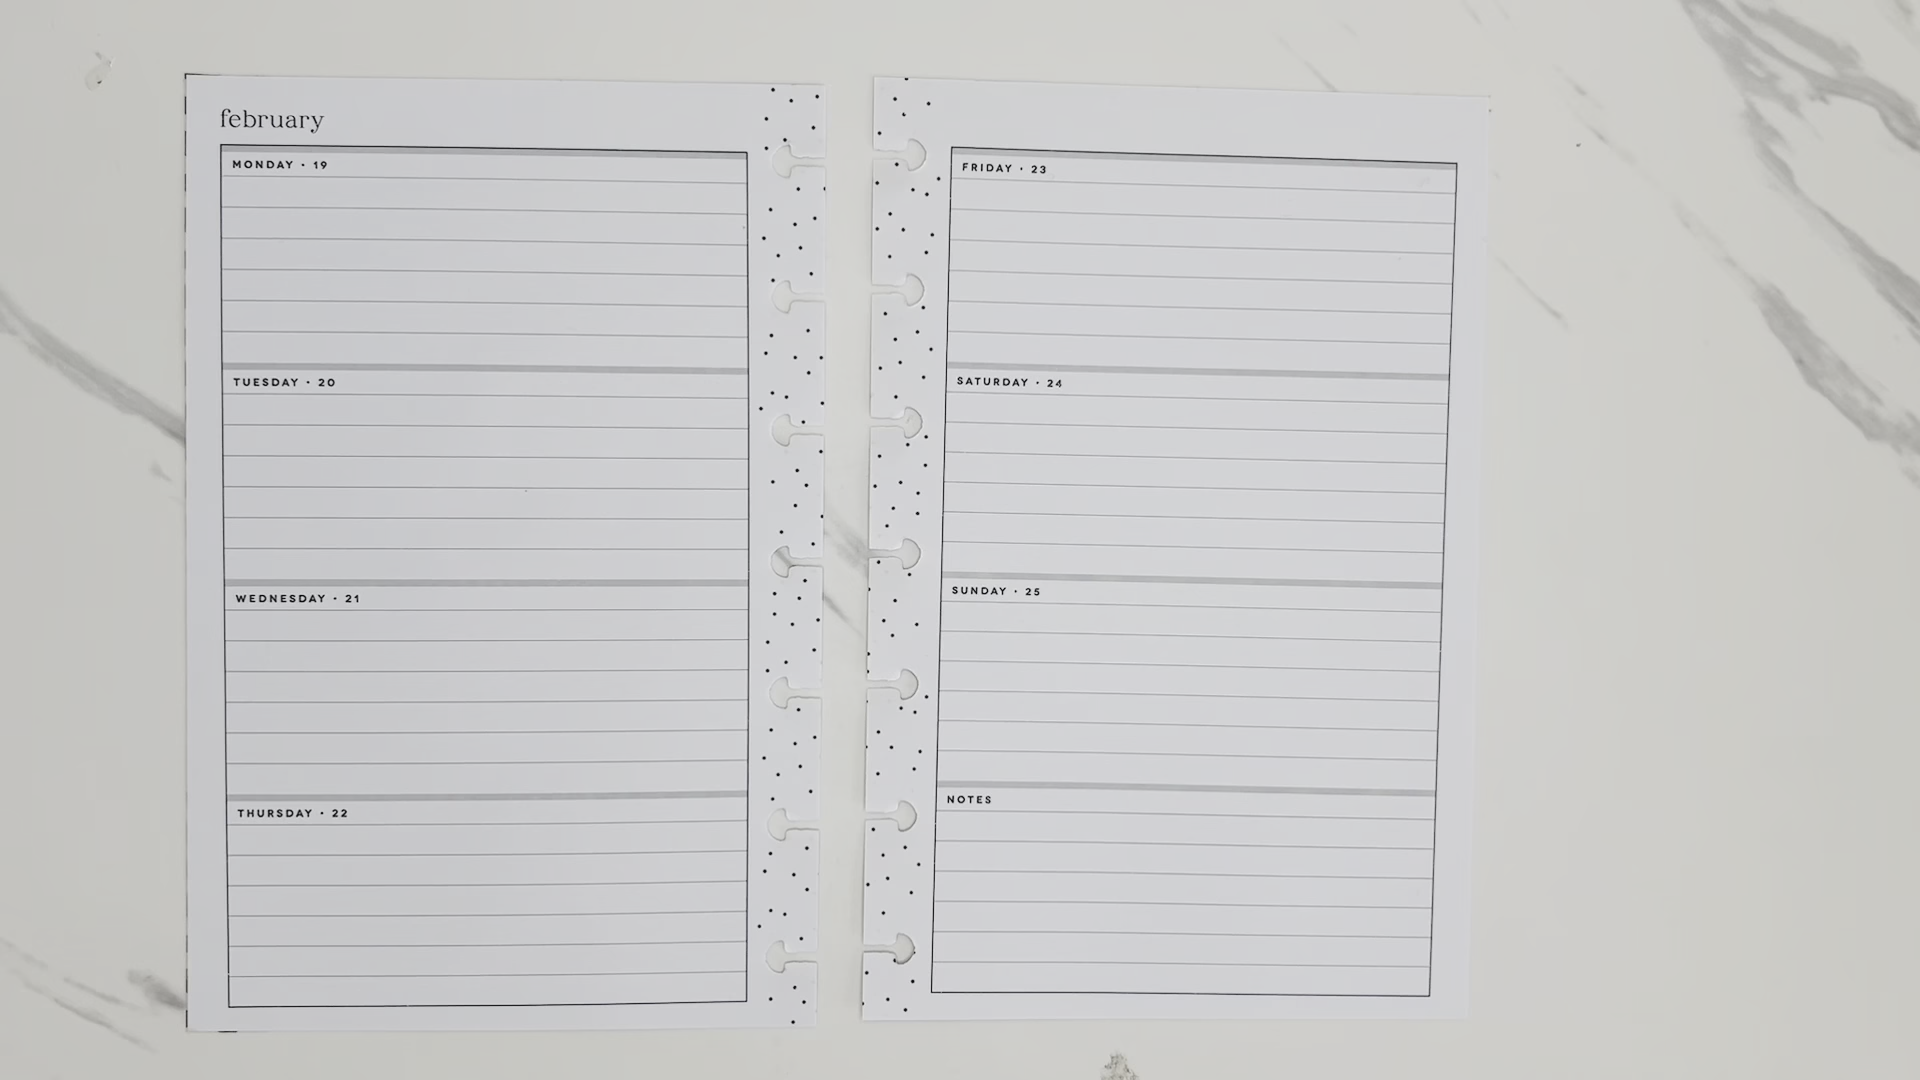 february
MONDAY · 19
TUESDAY · 20
WEDNESDAY · 21
THURSDAY · 22
FRIDAY · 23
SATURDAY · 24
SUNDAY · 25
NOTES